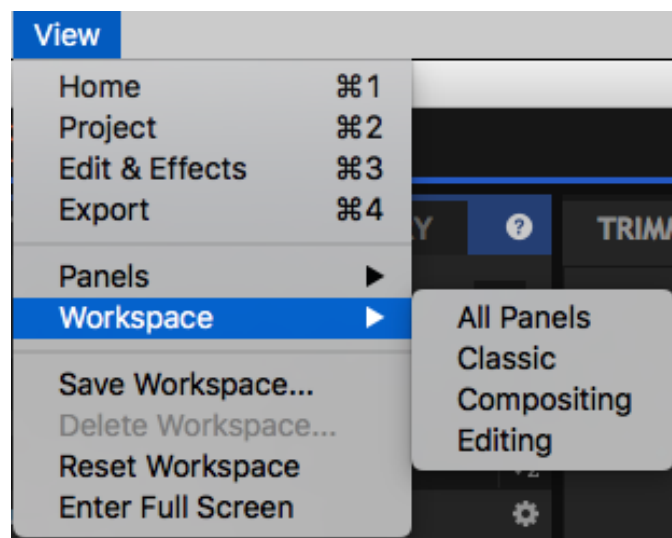 View
Home ⌘1
Project ⌘2
Edit & Effects ⌘3
Export ⌘4
Y ? TRIM
Panels ▶
Workspace ▶
All Panels
Classic
Compositing
Editing
Save Workspace...
Delete Workspace...
Reset Workspace
Enter Full Screen